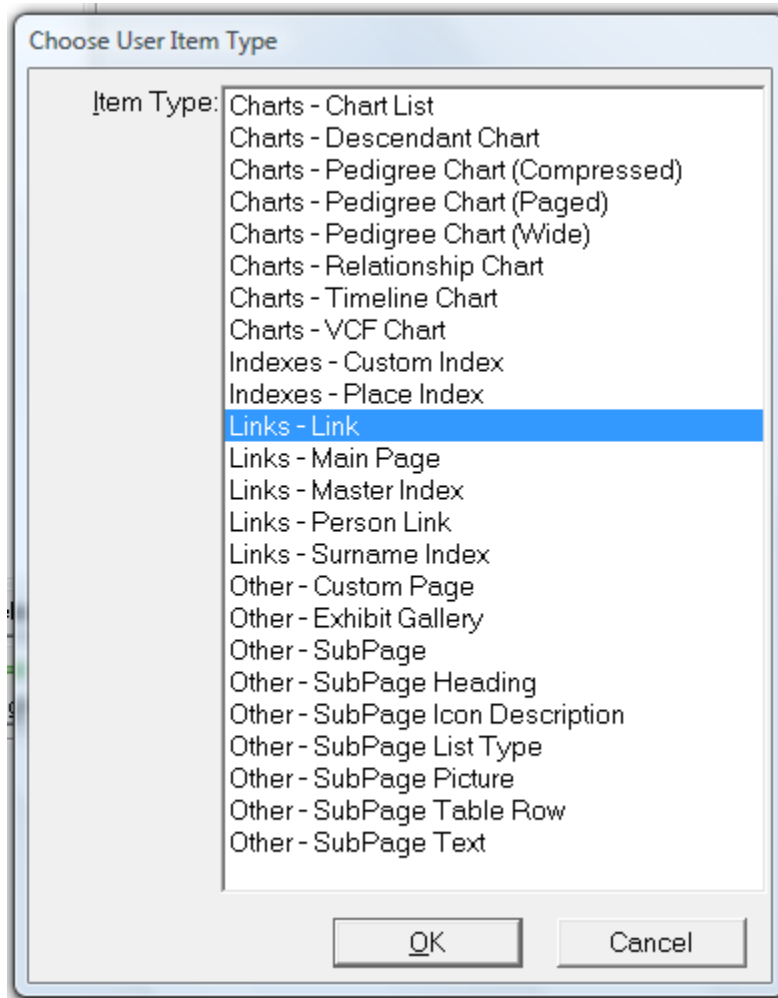 Choose User Item Type
Item Type:
Charts - Chart List
Charts - Descendant Chart
Charts - Pedigree Chart (Compressed)
Charts - Pedigree Chart (Paged)
Charts - Pedigree Chart (Wide)
Charts - Relationship Chart
Charts - Timeline Chart
Charts - VCF Chart
Indexes - Custom Index
Indexes - Place Index
Links - Link
Links - Main Page
Links - Master Index
Links - Person Link
Links - Surname Index
Other - Custom Page
Other - Exhibit Gallery
Other - SubPage
Other - SubPage Heading
Other - SubPage Icon Description
Other - SubPage List Type
Other - SubPage Picture
Other - SubPage Table Row
Other - SubPage Text
OK Cancel